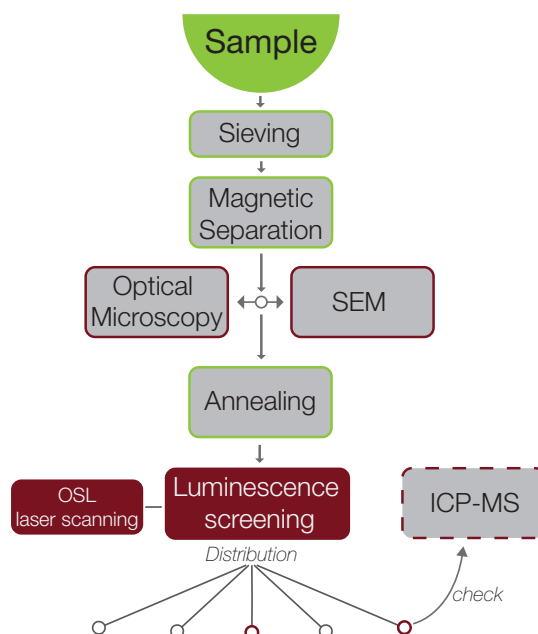 Sample
Sieving
Magnetic
Separation
Optical
Microscopy
SEM
Annealing
OSL
laser scanning
Luminescence
screening
ICP-MS
Distribution
check